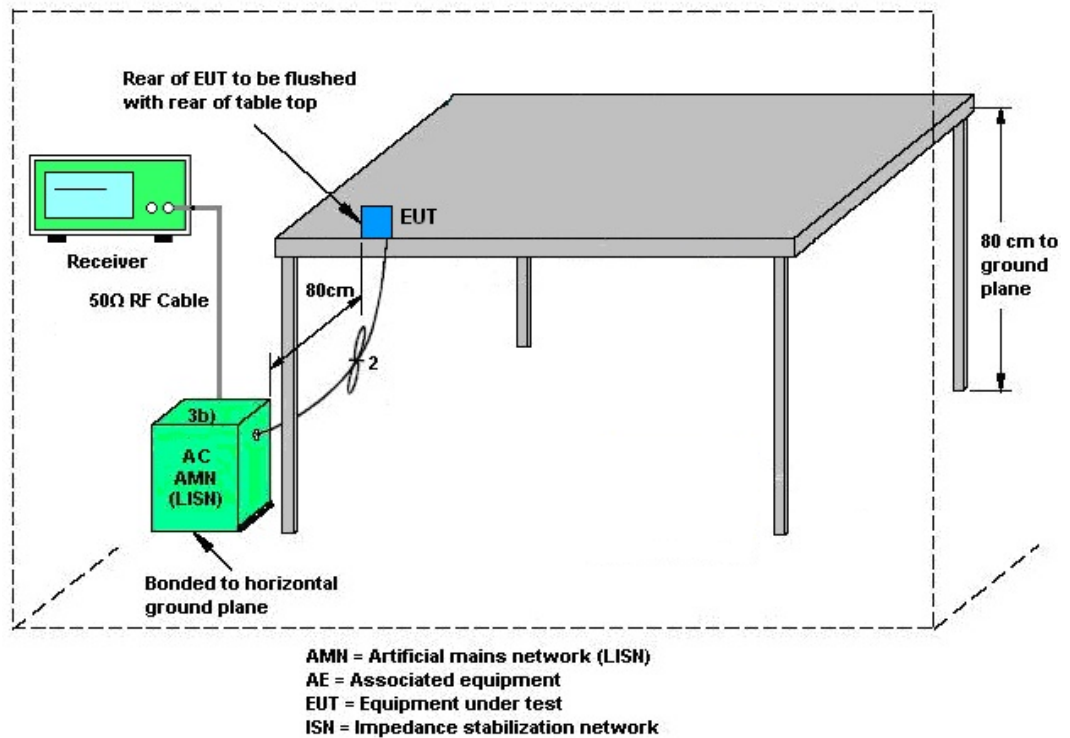 Rear of EUT to be flushed
with rear of table top
EUT
Receiver
50Ω RF Cable
80cm
80 cm to
ground
plane
2
3b)
AC
AMN
(LISN)
Bonded to horizontal
ground plane
AMN = Artificial mains network (LISN)
AE = Associated equipment
EUT = Equipment under test
ISN = Impedance stabilization network